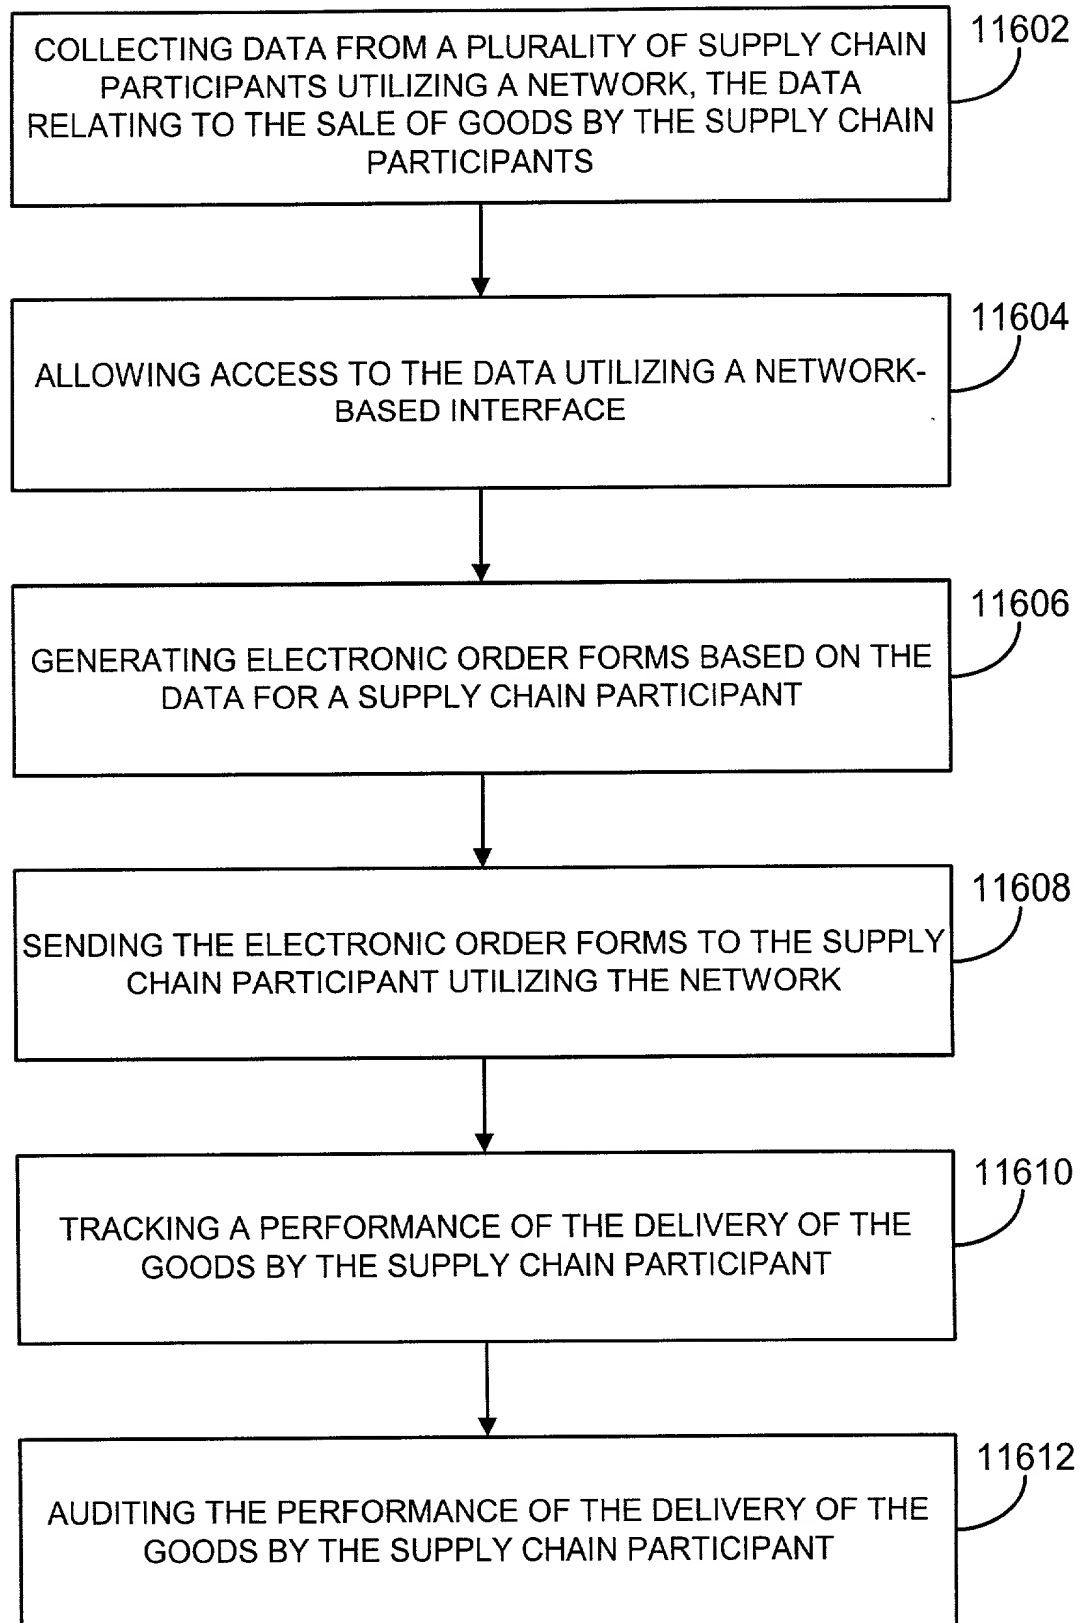 11602
COLLECTING DATA FROM A PLURALITY OF SUPPLY CHAIN
PARTICIPANTS UTILIZING A NETWORK, THE DATA
RELATING TO THE SALE OF GOODS BY THE SUPPLY CHAIN
PARTICIPANTS
11604
ALLOWING ACCESS TO THE DATA UTILIZING A NETWORK-
BASED INTERFACE
11606
GENERATING ELECTRONIC ORDER FORMS BASED ON THE
DATA FOR A SUPPLY CHAIN PARTICIPANT
11608
SENDING THE ELECTRONIC ORDER FORMS TO THE SUPPLY
CHAIN PARTICIPANT UTILIZING THE NETWORK
11610
TRACKING A PERFORMANCE OF THE DELIVERY OF THE
GOODS BY THE SUPPLY CHAIN PARTICIPANT
11612
AUDITING THE PERFORMANCE OF THE DELIVERY OF THE
GOODS BY THE SUPPLY CHAIN PARTICIPANT